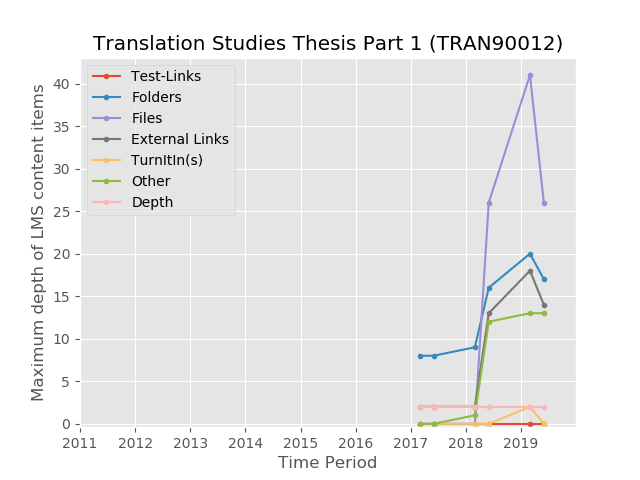 Translation Studies Thesis Part 1 (TRAN90012)
Test-Links
Folders
Files
External Links
TurnItIn(s)
Other
Depth
Maximum depth of LMS content items
40
35
30
25
20
15
10
5
0
2011 2012 2013 2014 2015 2016 2017 2018 2019
Time Period